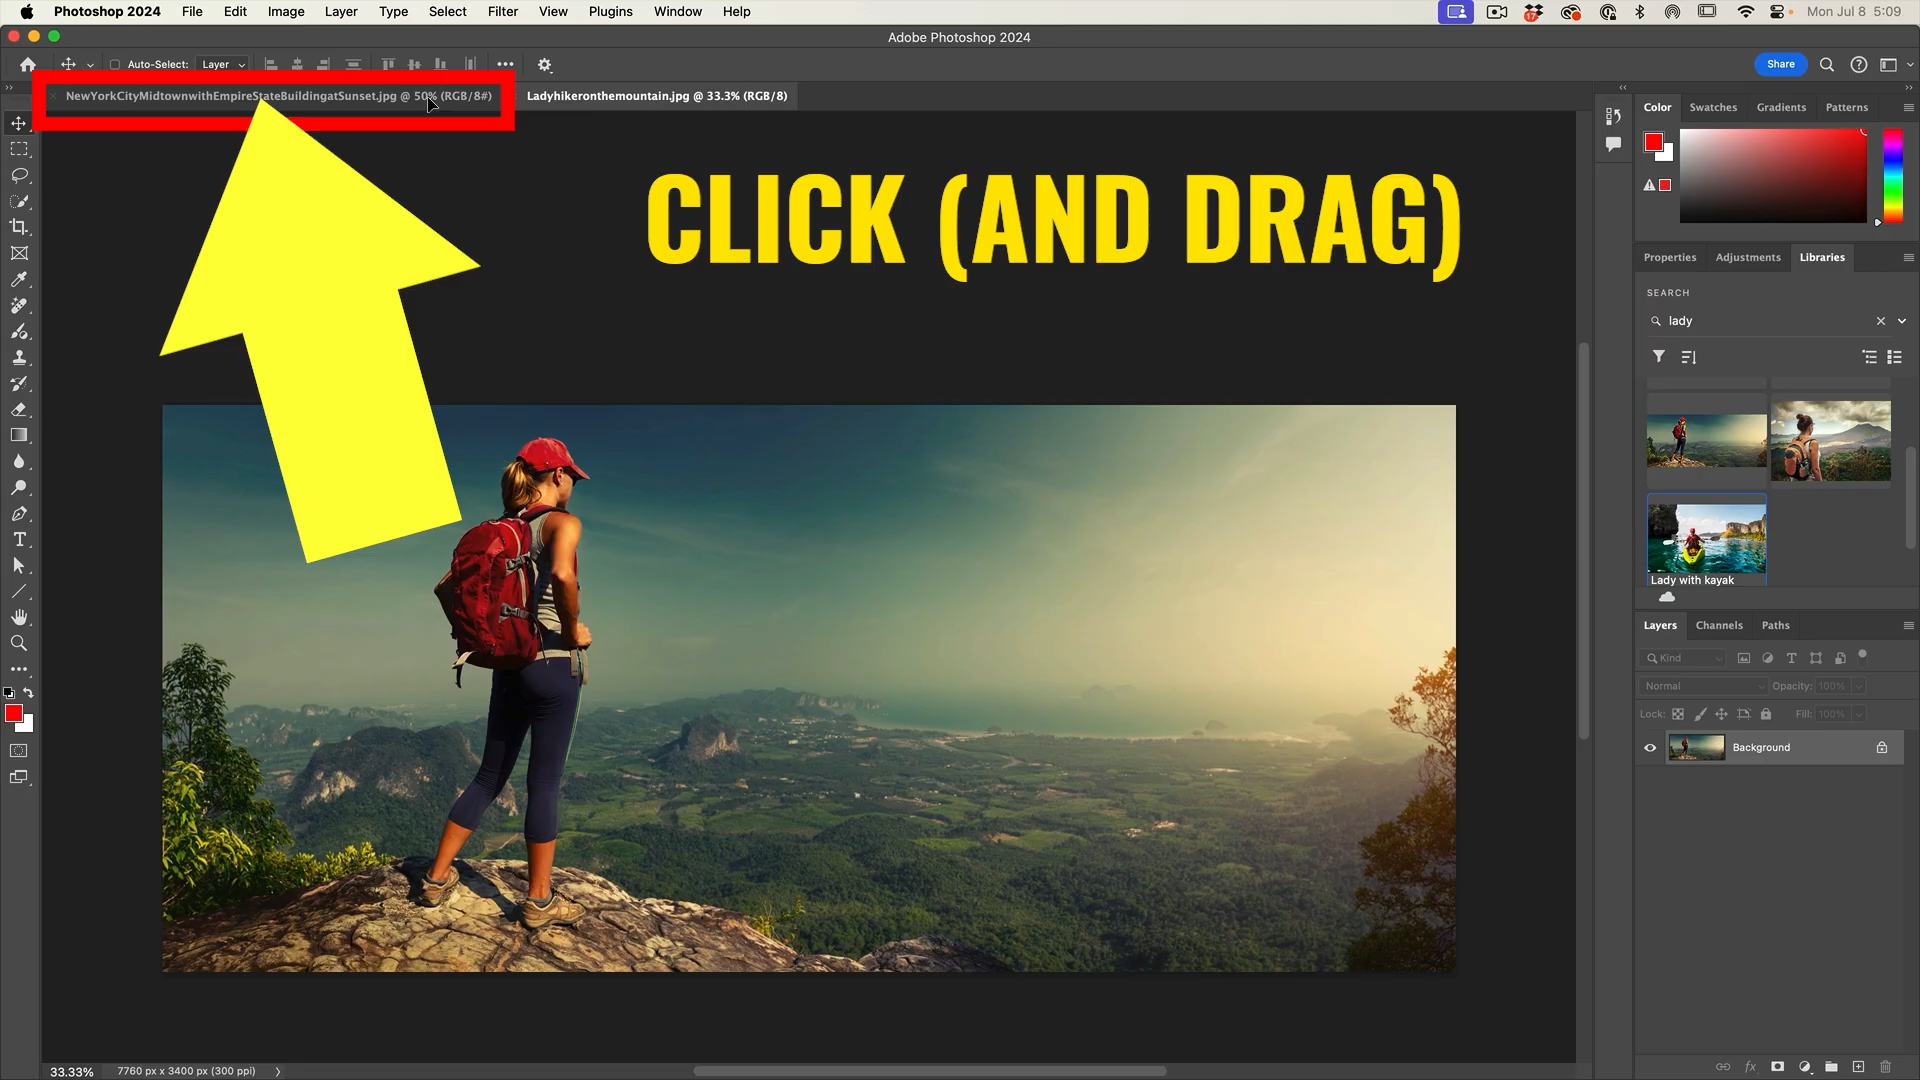 Photoshop 2024 File Edit Image Layer Type Select Filter View Plugins Window Help 17 Mon Jul 8 5:09
Adobe Photoshop 2024
Auto-Select: Layer Share
NewYorkCityMidtownwithEmpireStateBuildingatSunset.jpg @ 50% (RGB/8#) Ladyhikeronthemountain.jpg @ 33.3% (RGB/8)
Color Swatches Gradients Patterns
CLICK (AND DRAG)
Properties Adjustments Libraries
SEARCH
lady
Lady with kayak
Layers Channels Paths
Kind
Normal Opacity: 100%
Lock: Fill: 100%
Background
33.33% 7760 px x 3400 px (300 ppi)
fx